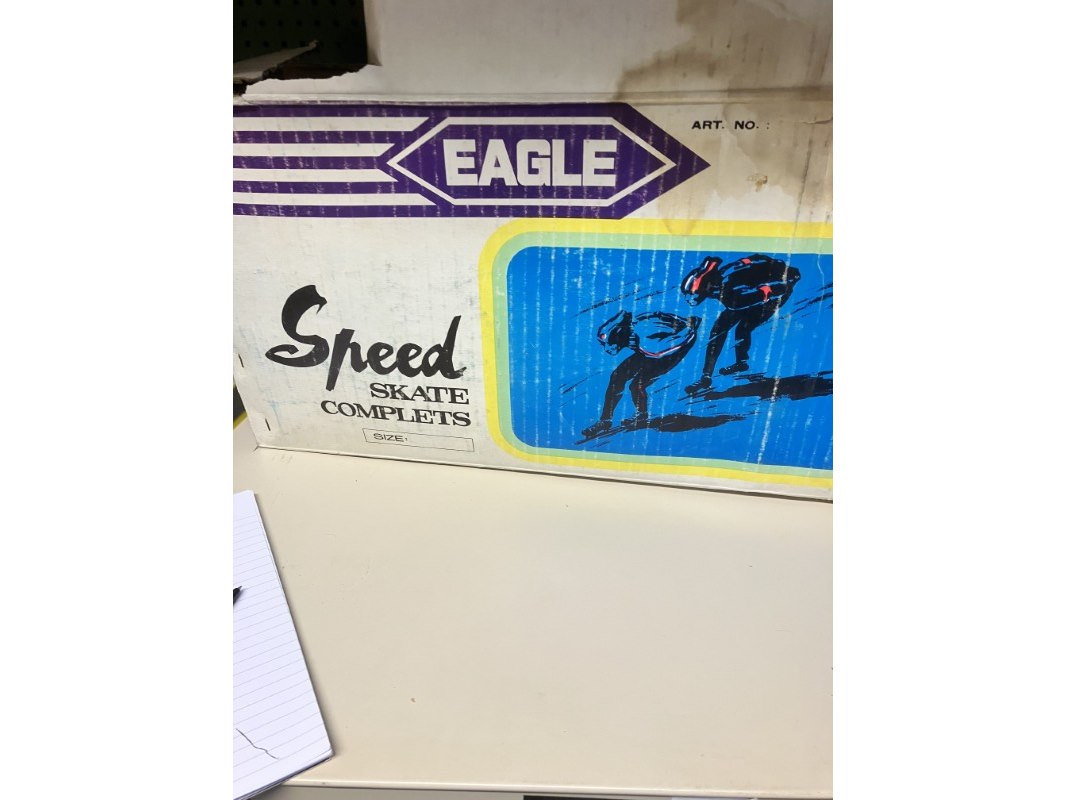 EAGLE
ART. NO. :
Speed
SKATE
COMPLETS
SIZE: